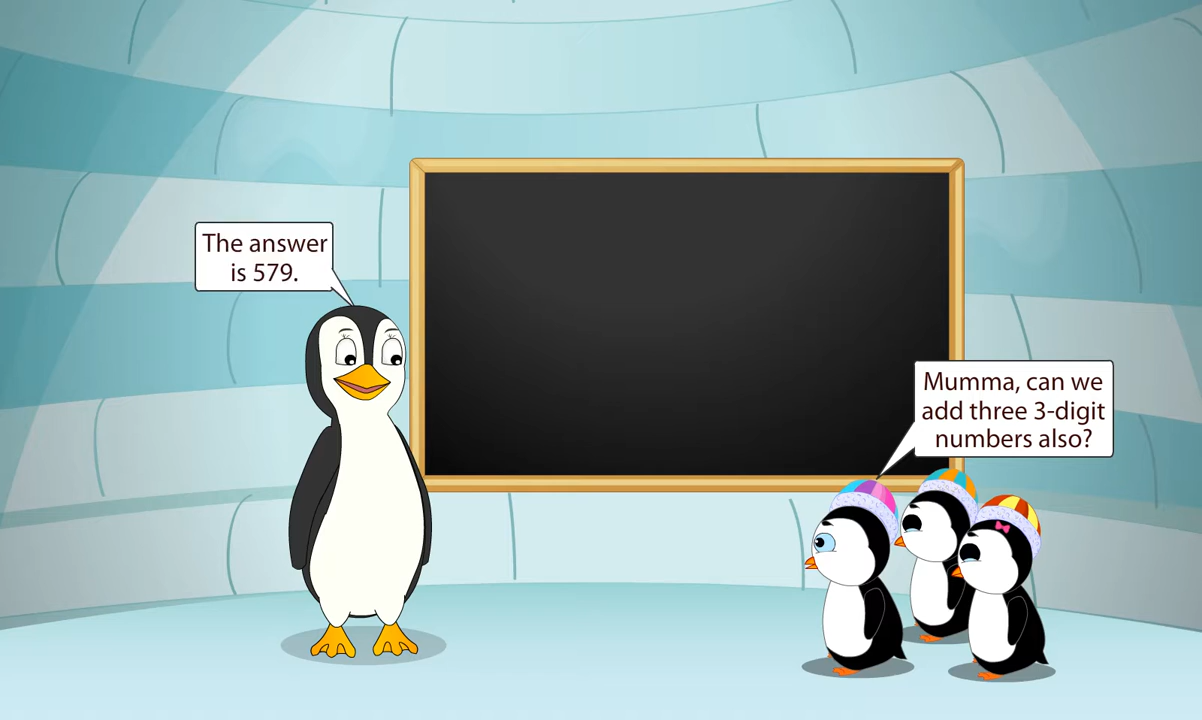 The answer
is 579.
Mumma, can we
add three 3-digit
numbers also?